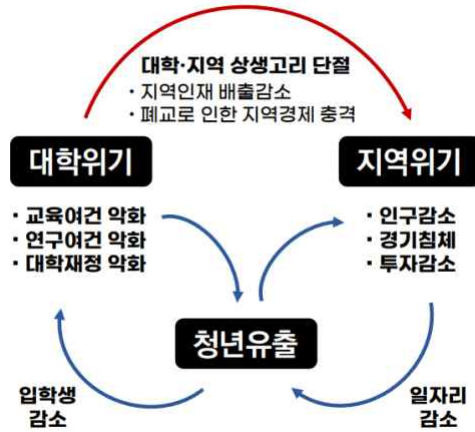 대학·지역 상생고리 단절
· 지역인재 배출감소
· 폐교로 인한 지역경제 충격
대학위기
지역위기
· 교육여건 악화
· 연구여건 악화
· 대학재정 악화
· 인구감소
· 경기침체
· 투자감소
청년유출
입학생
감소
일자리
감소